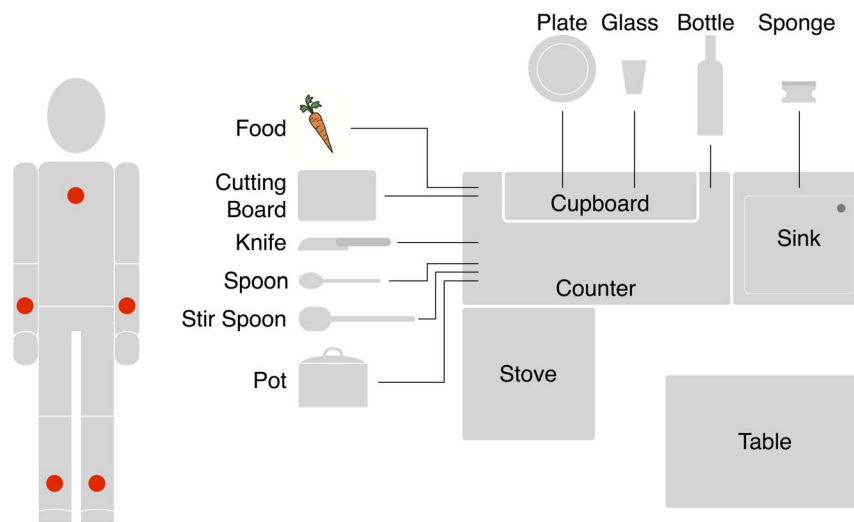 Plate Glass Bottle Sponge
Food
Cutting
Board
Cupboard
Knife
Sink
Spoon
Counter
Stir Spoon
Stove
Pot
Table